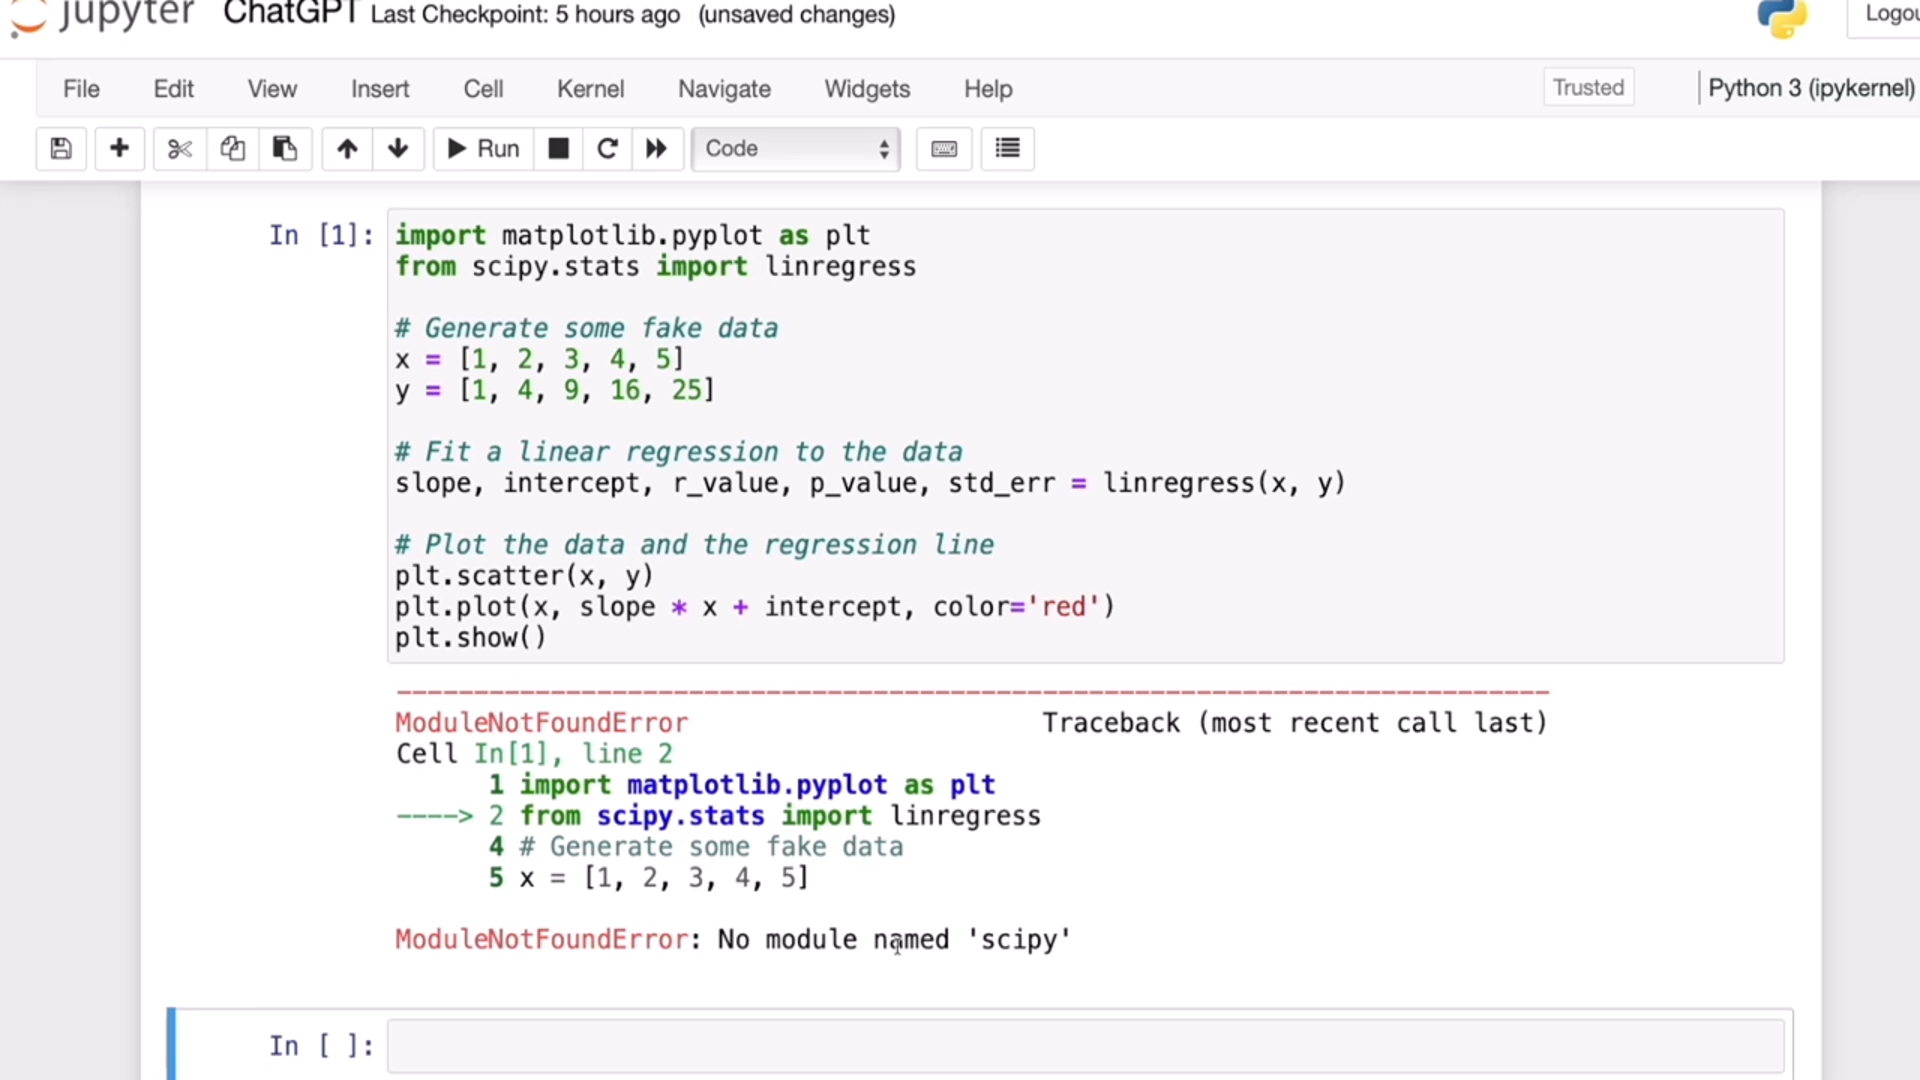 jupyter ChatGPT Last Checkpoint: 5 hours ago (unsaved changes)
File Edit View Insert Cell Kernel Navigate Widgets Help Trusted Python 3 (ipykernel)
Run Code
In [1]: import matplotlib.pyplot as plt
from scipy.stats import linregress
# Generate some fake data
x = [1, 2, 3, 4, 5]
y = [1, 4, 9, 16, 25]
# Fit a linear regression to the data
slope, intercept, r_value, p_value, std_err = linregress(x, y)
# Plot the data and the regression line
plt.scatter(x, y)
plt.plot(x, slope * x + intercept, color='red')
plt.show()
---------------------------------------------------------------------------
ModuleNotFoundError Traceback (most recent call last)
Cell In[1], line 2
1 import matplotlib.pyplot as plt
----> 2 from scipy.stats import linregress
4 # Generate some fake data
5 x = [1, 2, 3, 4, 5]
ModuleNotFoundError: No module named 'scipy'
In [ ]: